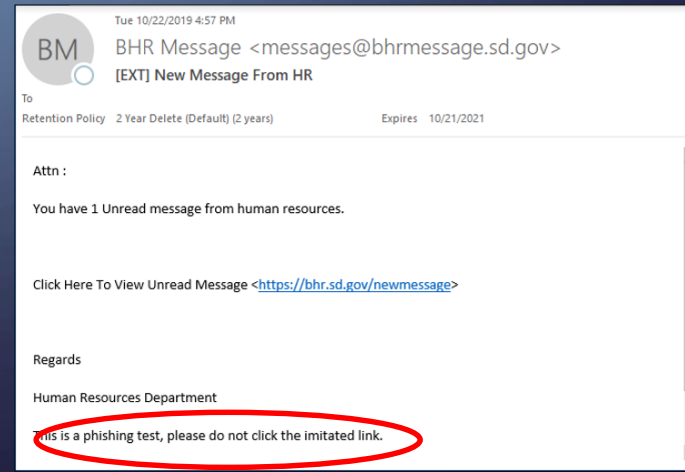 Tue 10/22/2019 4:57 PM
BM
BHR Message <messages@bhrmessage.sd.gov>
[EXT] New Message From HR
To
Retention Policy 2 Year Delete (Default) (2 years) Expires 10/21/2021
Attn :
You have 1 Unread message from human resources.
Click Here To View Unread Message <https://bhr.sd.gov/newmessage>
Regards
Human Resources Department
This is a phishing test, please do not click the imitated link.